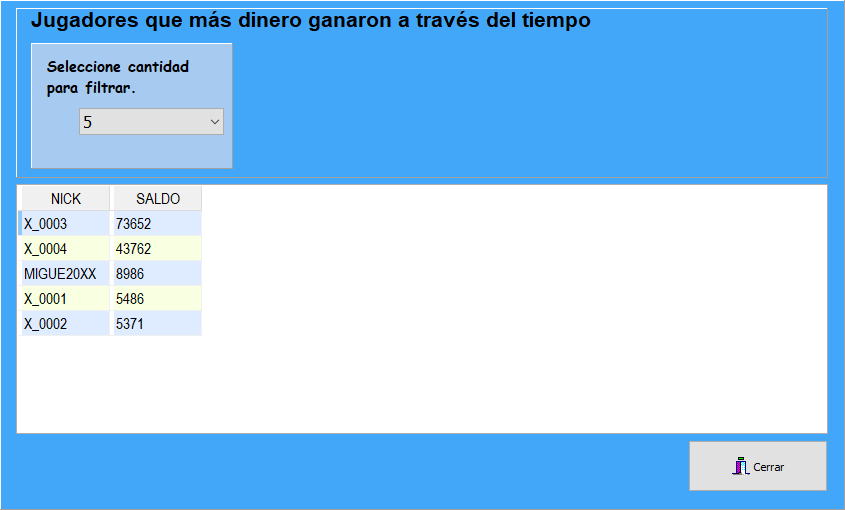 Jugadores que más dinero ganaron a través del tiempo
Seleccione cantidad
para filtrar.
5
NICK SALDO
X_0003 73652
X_0004 43762
MIGUE20XX 8986
X_0001 5486
X_0002 5371
Cerrar